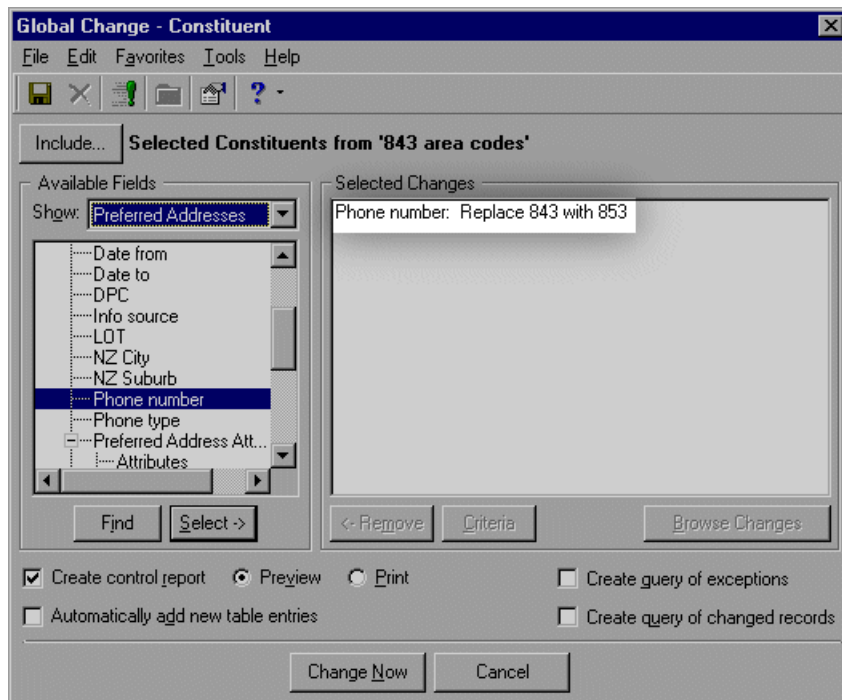 Global Change - Constituent
File Edit Favorites Tools Help
?
Include... Selected Constituents from '843 area codes'
Available Fields
Show: Preferred Addresses
Date from
Date to
DPC
Info source
LOT
NZ City
NZ Suburb
Phone number
Phone type
Preferred Address Att...
Attributes
Find Select ->
Selected Changes
Phone number: Replace 843 with 853
<- Remove Criteria Browse Changes
Create control report Preview Print Create query of exceptions
Automatically add new table entries Create query of changed records
Change Now Cancel